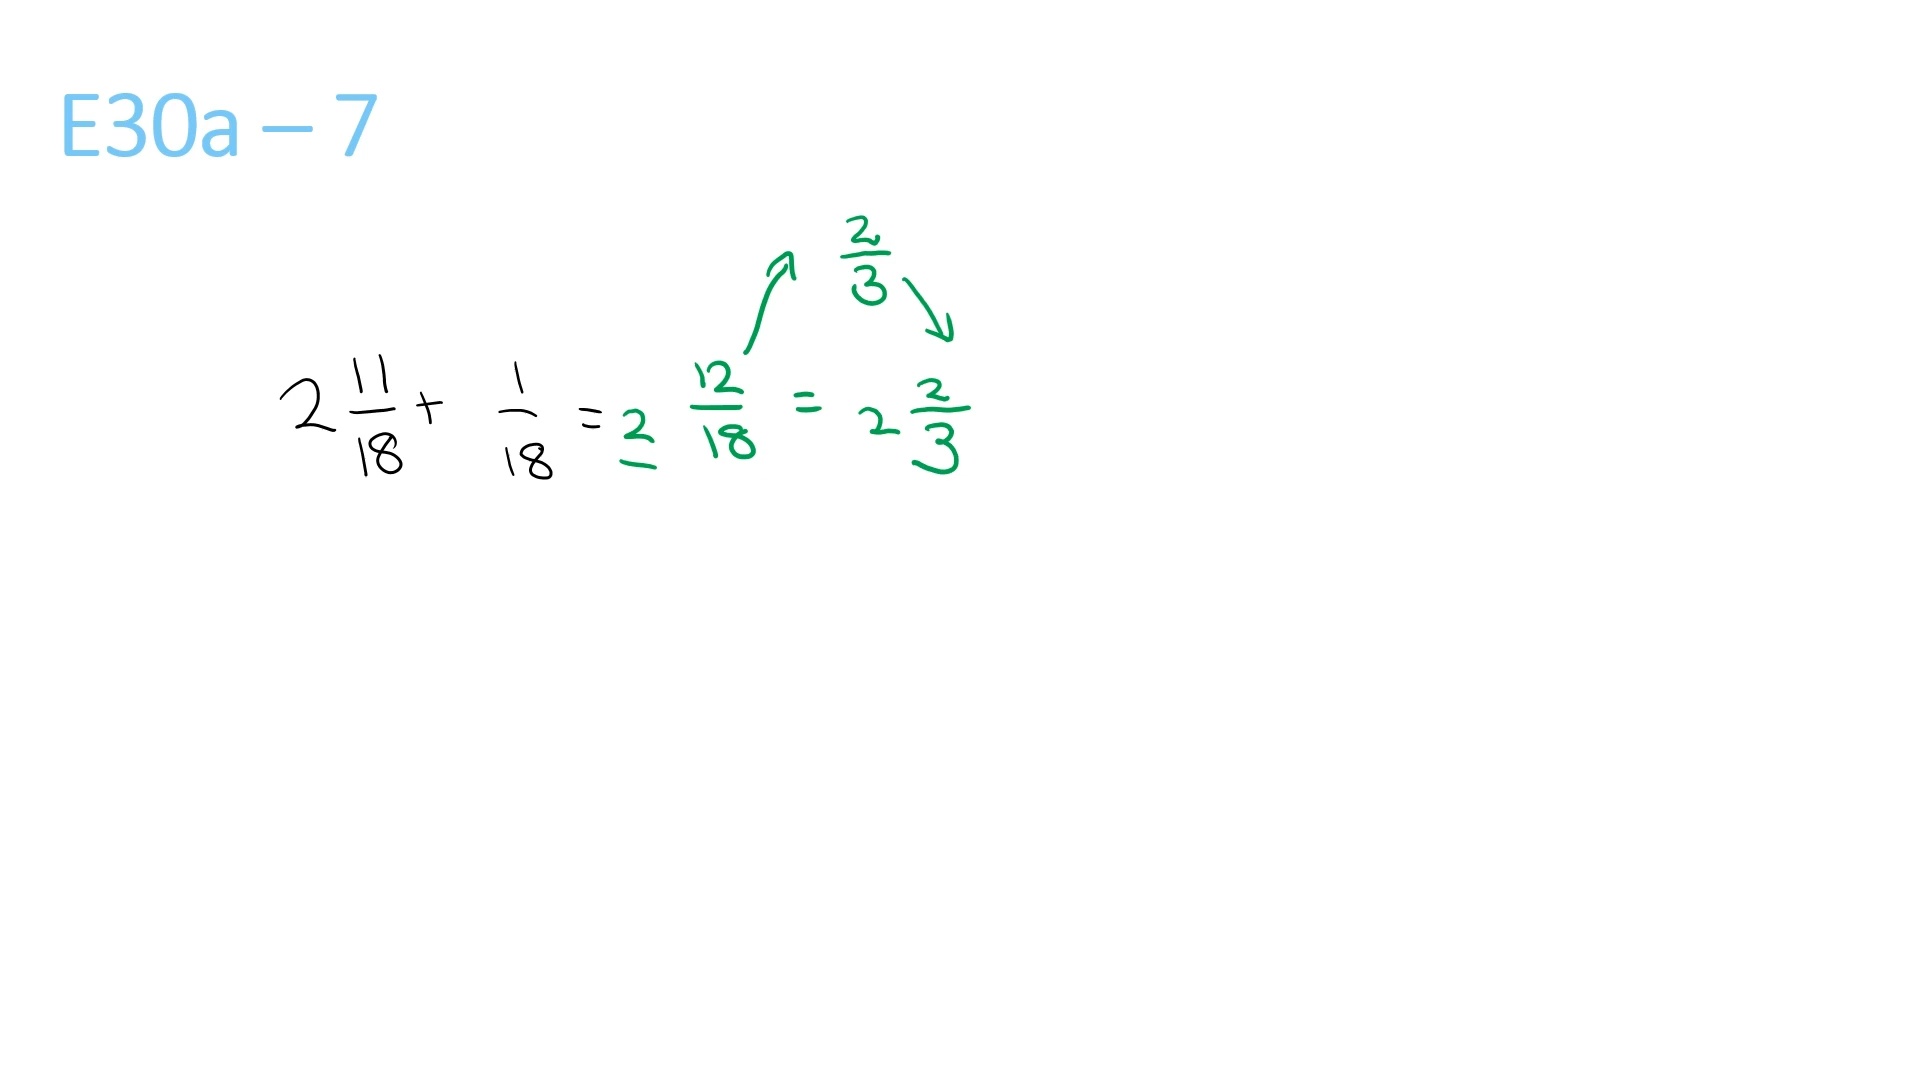 E30a – 7
2/3
2 11/18 + 1/18 = 2 12/18 = 2 2/3